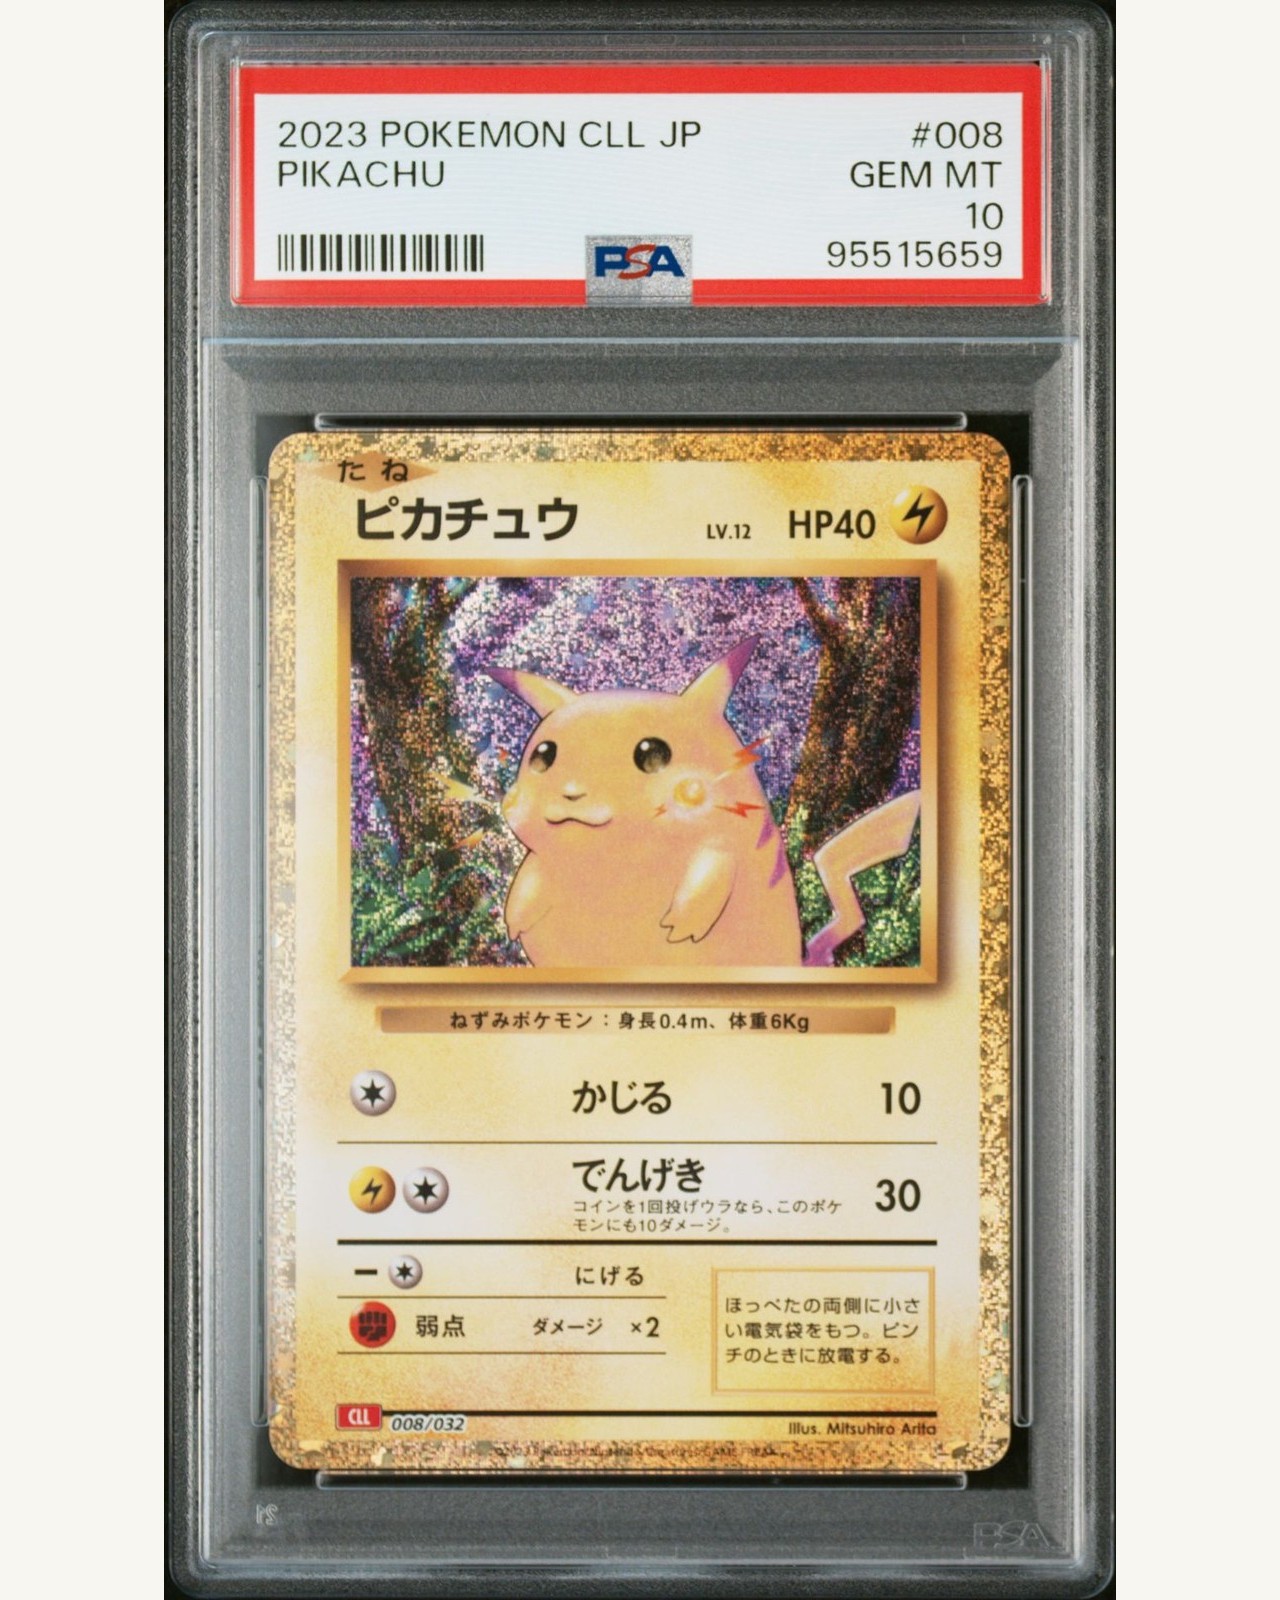 2023 POKEMON CLL JP #008
PIKACHU GEM MT
10
PSA 95515659
たね
ピカチュウ LV.12 HP40
ねずみポケモン：身長0.4m、体重6Kg
かじる 10
でんげき 30
コインを1回投げウラなら、このポケ
モンにも10ダメージ。
にげる
弱点 ダメージ ×2
ほっぺたの両側に小さ
い電気袋をもつ。ピン
チのときに放電する。
CLL 008/032
Illus. Mitsuhiro Arita
PSA